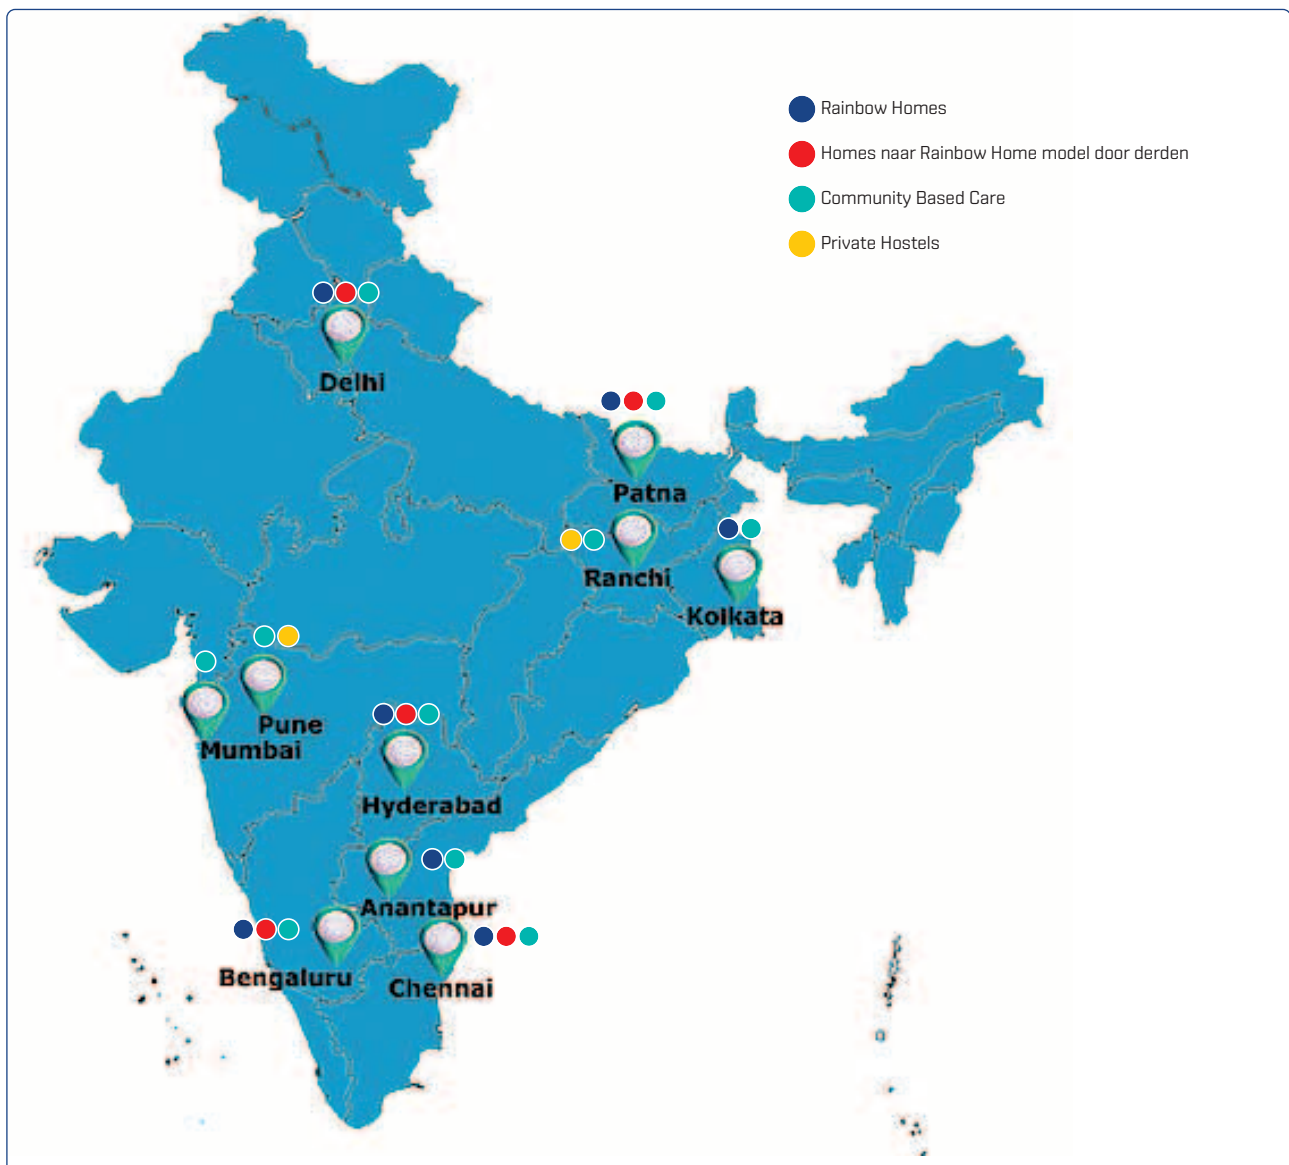 Rainbow Homes
Homes naar Rainbow Home model door derden
Community Based Care
Private Hostels
Delhi
Patna
Ranchi
Kolkata
Pune
Mumbai
Hyderabad
Anantapur
Bengaluru
Chennai